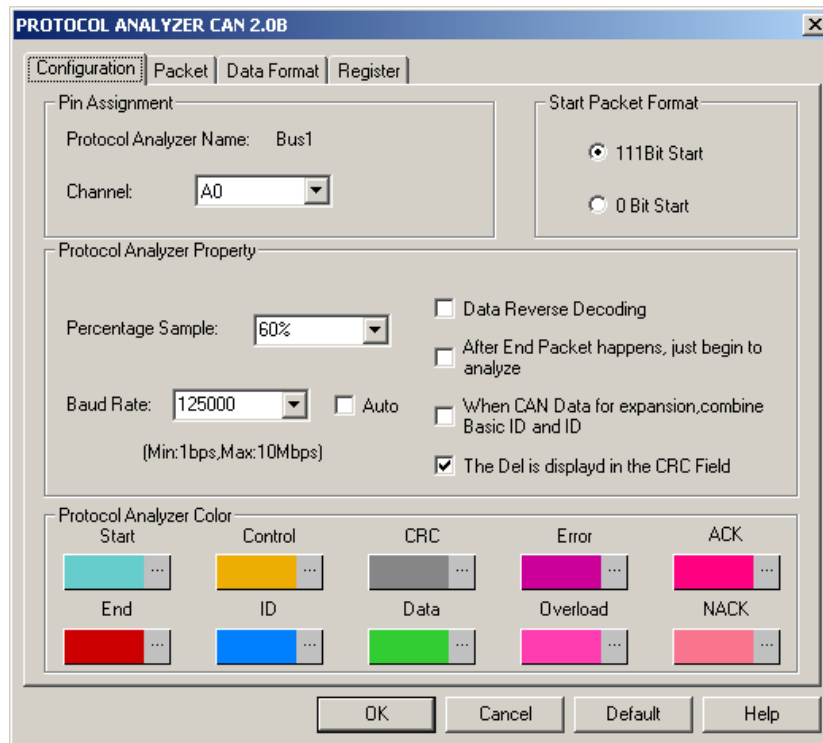 PROTOCOL ANALYZER CAN 2.0B
Configuration Packet Data Format Register
Pin Assignment
Protocol Analyzer Name: Bus1
Channel: A0
Start Packet Format
111Bit Start
0 Bit Start
Protocol Analyzer Property
Percentage Sample: 60%
Baud Rate: 125000 Auto
(Min:1bps,Max:10Mbps)
Data Reverse Decoding
After End Packet happens, just begin to
analyze
When CAN Data for expansion,combine
Basic ID and ID
The Del is displayd in the CRC Field
Protocol Analyzer Color
Start Control CRC Error ACK
... ... ... ... ...
End ID Data Overload NACK
... ... ... ... ...
OK Cancel Default Help